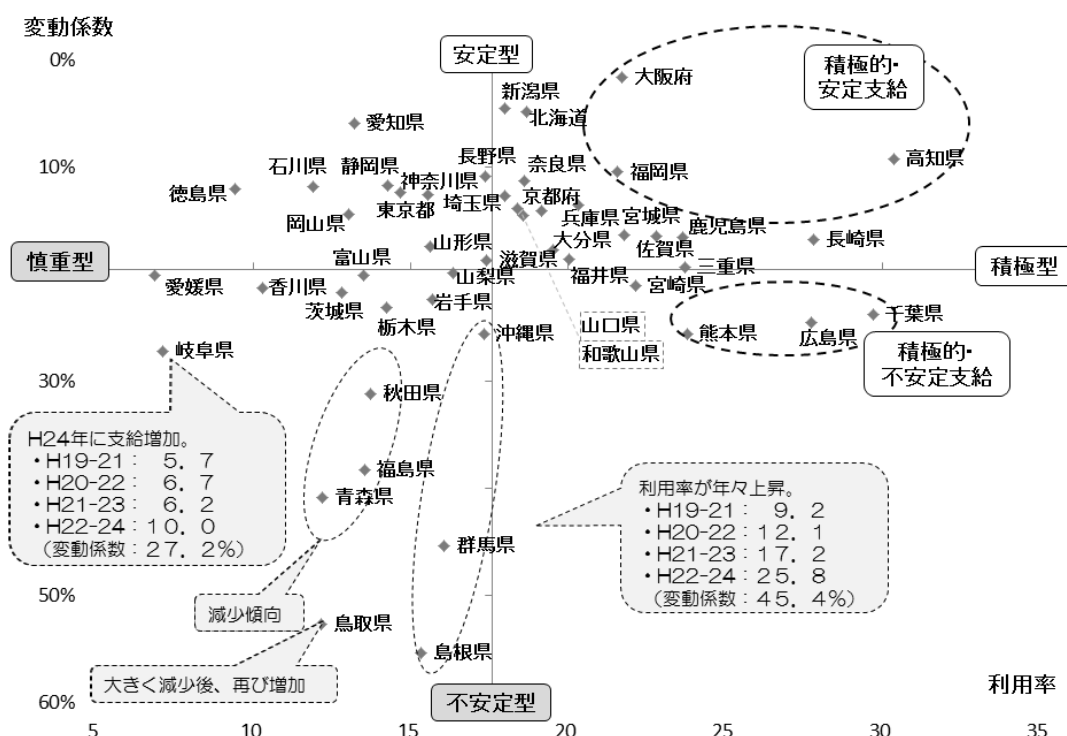 変動係数
0%
安定型
積極的・
安定支給
大阪府
新潟県
北海道
愛知県
長野県
奈良県
福岡県
高知県
10%
石川県
静岡県
神奈川県
徳島県
東京都
埼玉県
京都府
岡山県
兵庫県
宮城県
鹿児島県
大分県
佐賀県
長崎県
山形県
富山県
滋賀県
慎重型
積極型
三重県
山梨県
福井県
宮崎県
愛媛県
香川県
茨城県
岩手県
栃木県
沖縄県
山口県
和歌山県
熊本県
広島県
千葉県
岐阜県
積極的・
不安定支給
30%
秋田県
H24年に支給増加。
・H19-21： 5．7
・H20-22： 6．7
・H21-23： 6．2
・H22-24：10．0
（変動係数：27．2%）
福島県
青森県
群馬県
利用率が年々上昇。
・H19-21： 9．2
・H20-22：12．1
・H21-23：17．2
・H22-24：25．8
（変動係数：45．4%）
50%
減少傾向
鳥取県
島根県
大きく減少後、再び増加
不安定型
利用率
60%
5
10
15
20
25
30
35